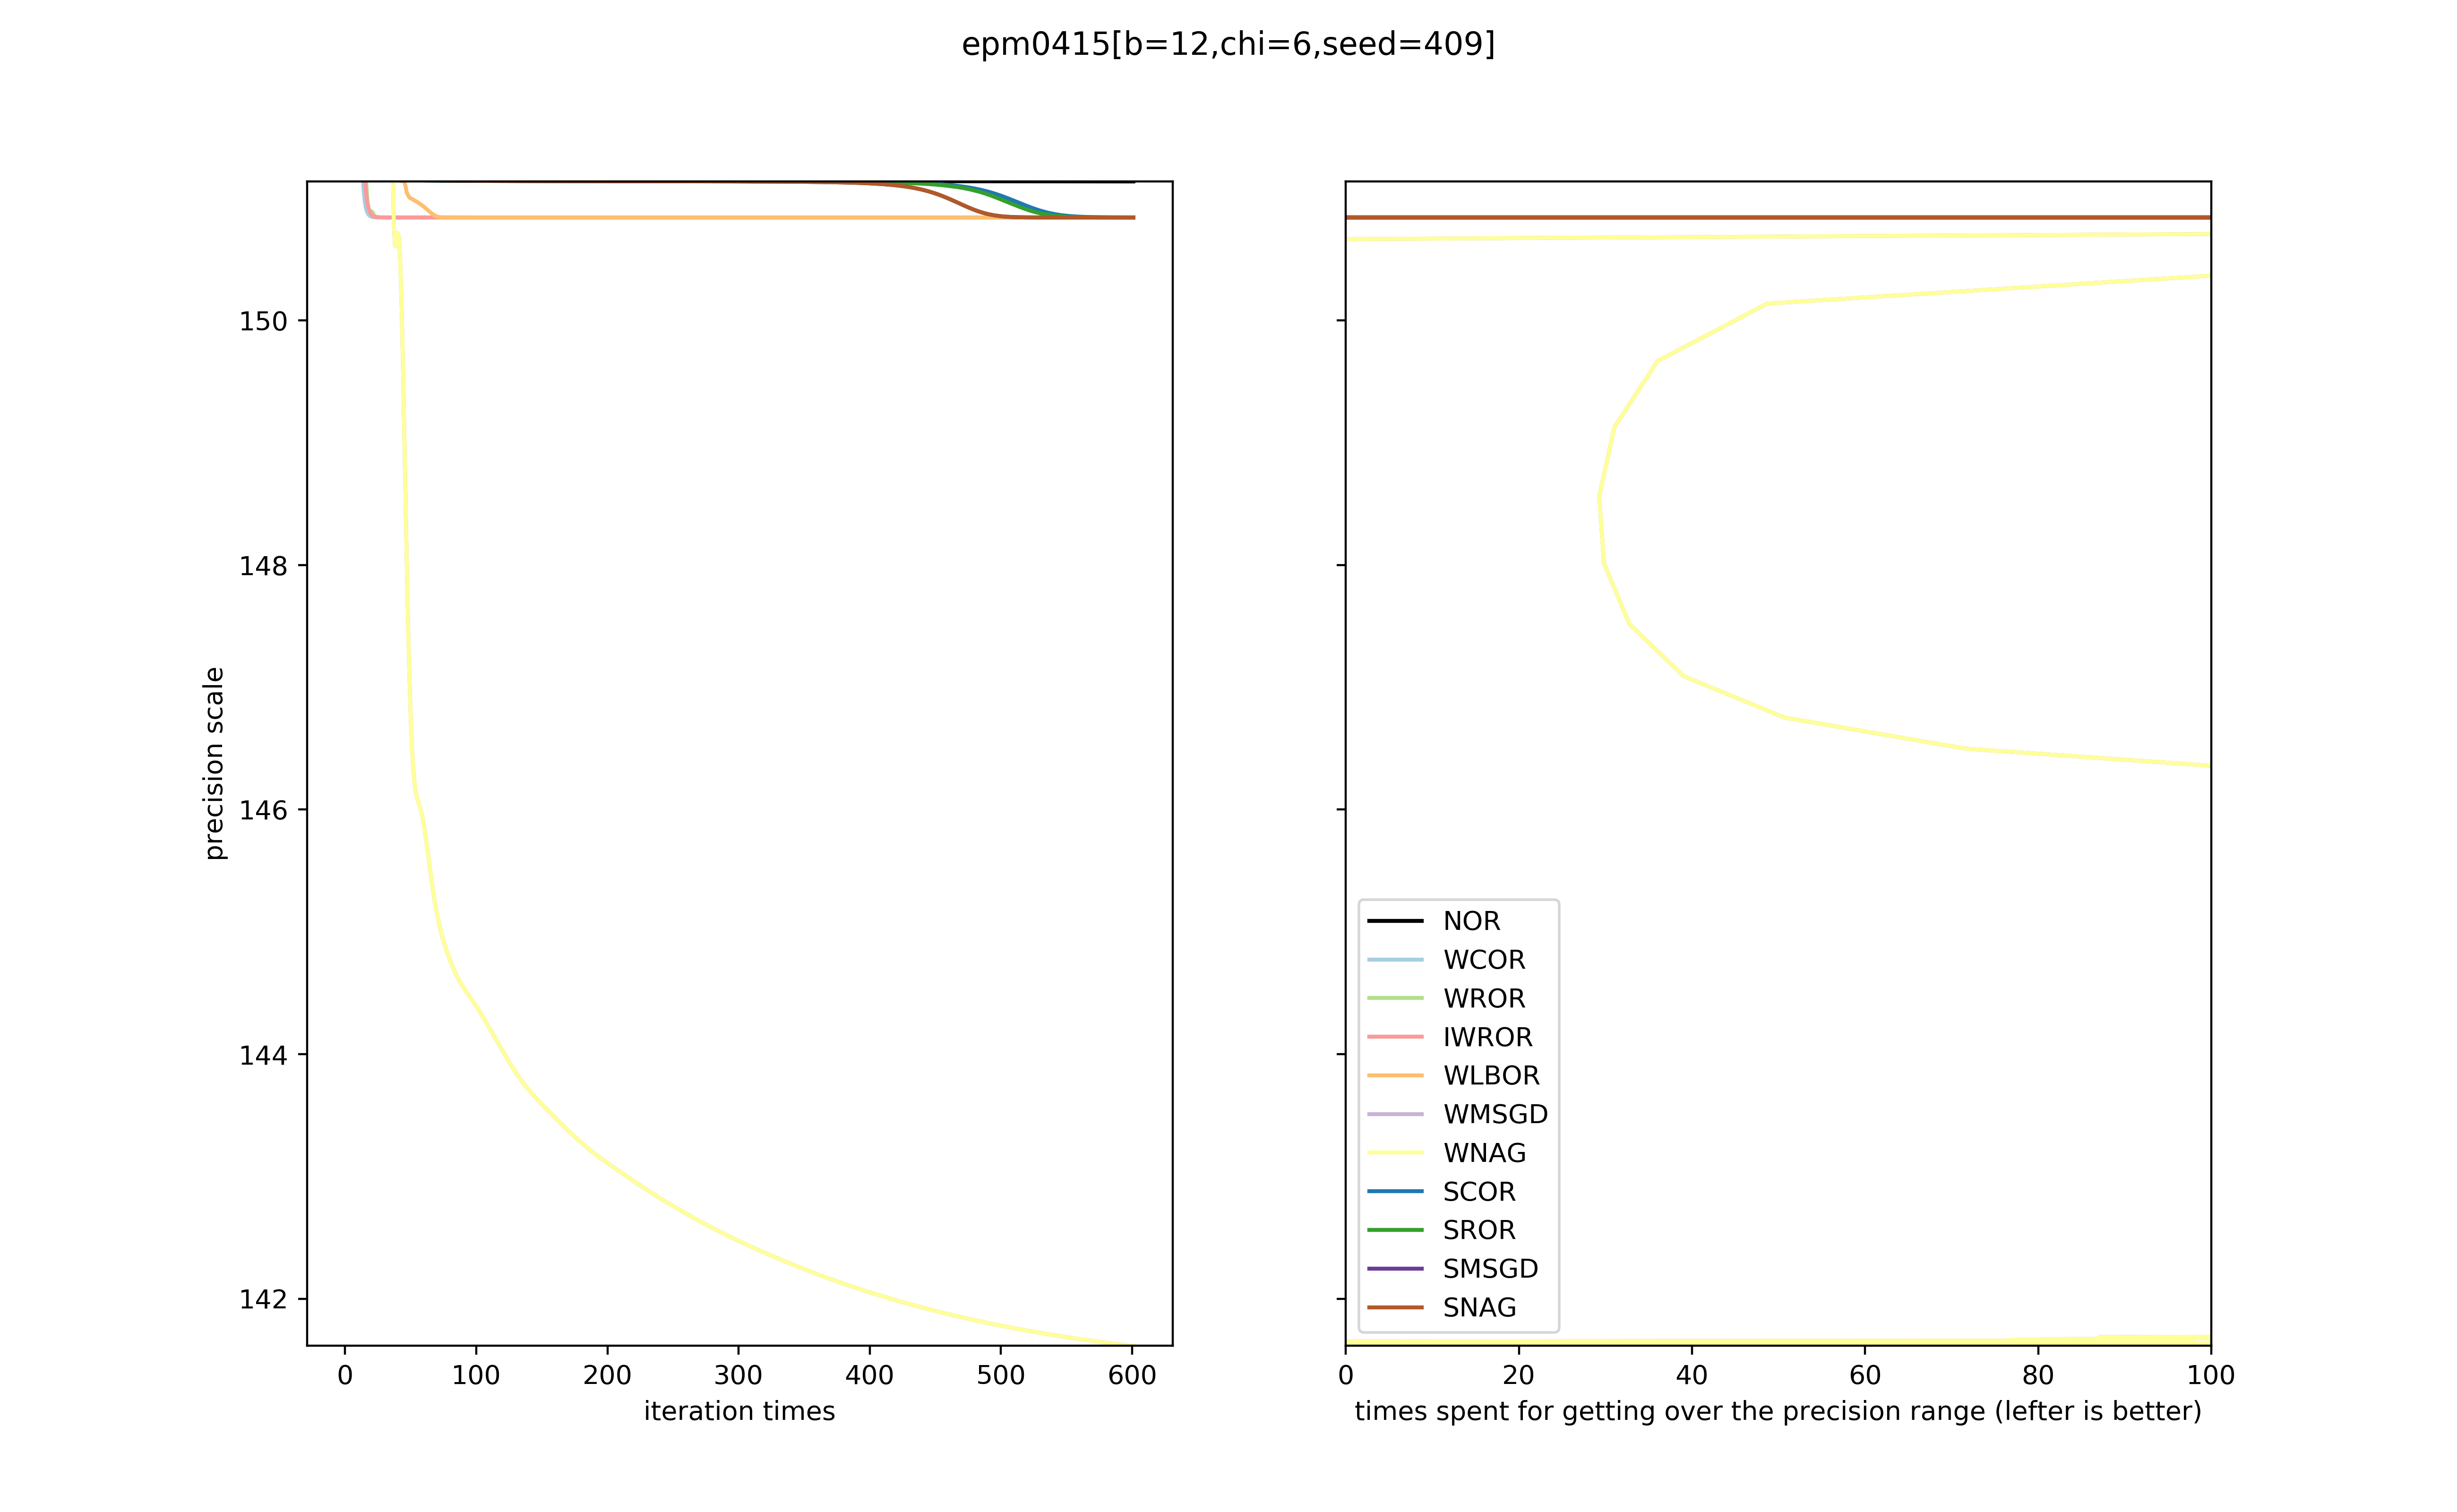 epm0415[b=12,chi=6,seed=409]
precision scale
150
148
146
144
142
0 100 200 300 400 500 600
iteration times
NOR
WCOR
WROR
IWROR
WLBOR
WMSGD
WNAG
SCOR
SROR
SMSGD
SNAG
0 20 40 60 80 100
times spent for getting over the precision range (lefter is better)